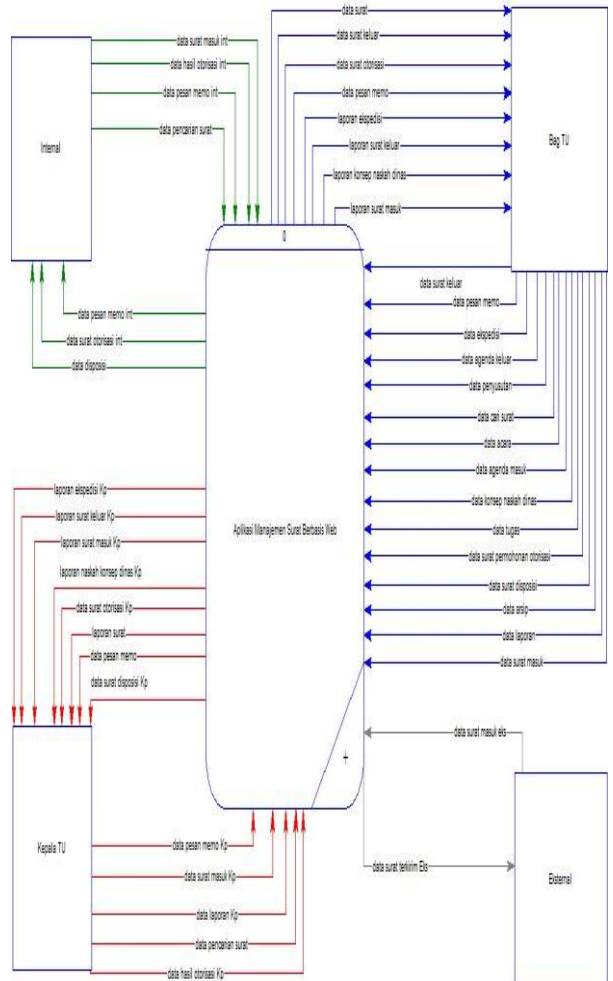 data surat
data surat keluar
data surat otorisasi
data pesan memo
laporan ekspedisi
laporan surat keluar
laporan konsep naskah dinas
laporan surat masuk
Bag TU
data surat masuk int
data hasil otorisasi int
data pesan memo int
data pencarian surat
Internal
0
data surat keluar
data pesan memo
data ekspedisi
data agenda keluar
data penyusutan
data cari surat
data acara
data agenda masuk
data konsep naskah dinas
data tugas
data surat permohonan otorisasi
data surat disposisi
data arsip
data laporan
data surat masuk
data pesan memo int
data surat otorisasi int
data disposisi
Aplikasi Manajemen Surat Berbasis Web
laporan ekspedisi Kp
laporan surat keluar Kp
laporan surat masuk Kp
laporan naskah konsep dinas Kp
data surat otorisasi Kp
laporan surat
data pesan memo
data surat disposisi Kp
+
data surat masuk eks
data surat terkirim Eks
Eksternal
Kepala TU
data pesan memo Kp
data surat masuk Kp
data laporan Kp
data pencarian surat
data hasil otorisasi Kp